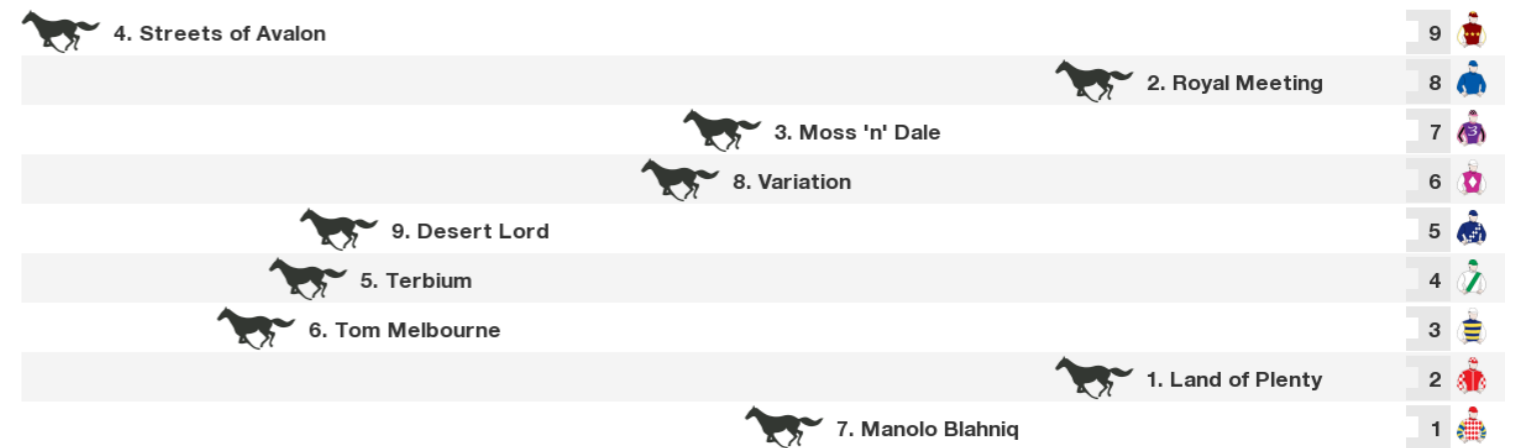 4. Streets of Avalon 9
2. Royal Meeting 8
3. Moss 'n' Dale 7
8. Variation 6
9. Desert Lord 5
5. Terbium 4
6. Tom Melbourne 3
1. Land of Plenty 2
7. Manolo Blahniq 1